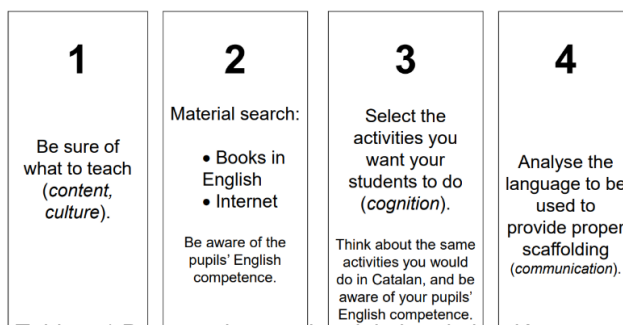 1
Be sure of
what to teach
(content,
culture).
2
Material search:
• Books in
English
• Internet
Be aware of the
pupils' English
competence.
3
Select the
activities you
want your
students to do
(cognition).
Think about the same
activities you would
do in Catalan, and be
aware of your pupils'
English competence.
4
Analyse the
language to be
used to
provide proper
scaffolding
(communication).